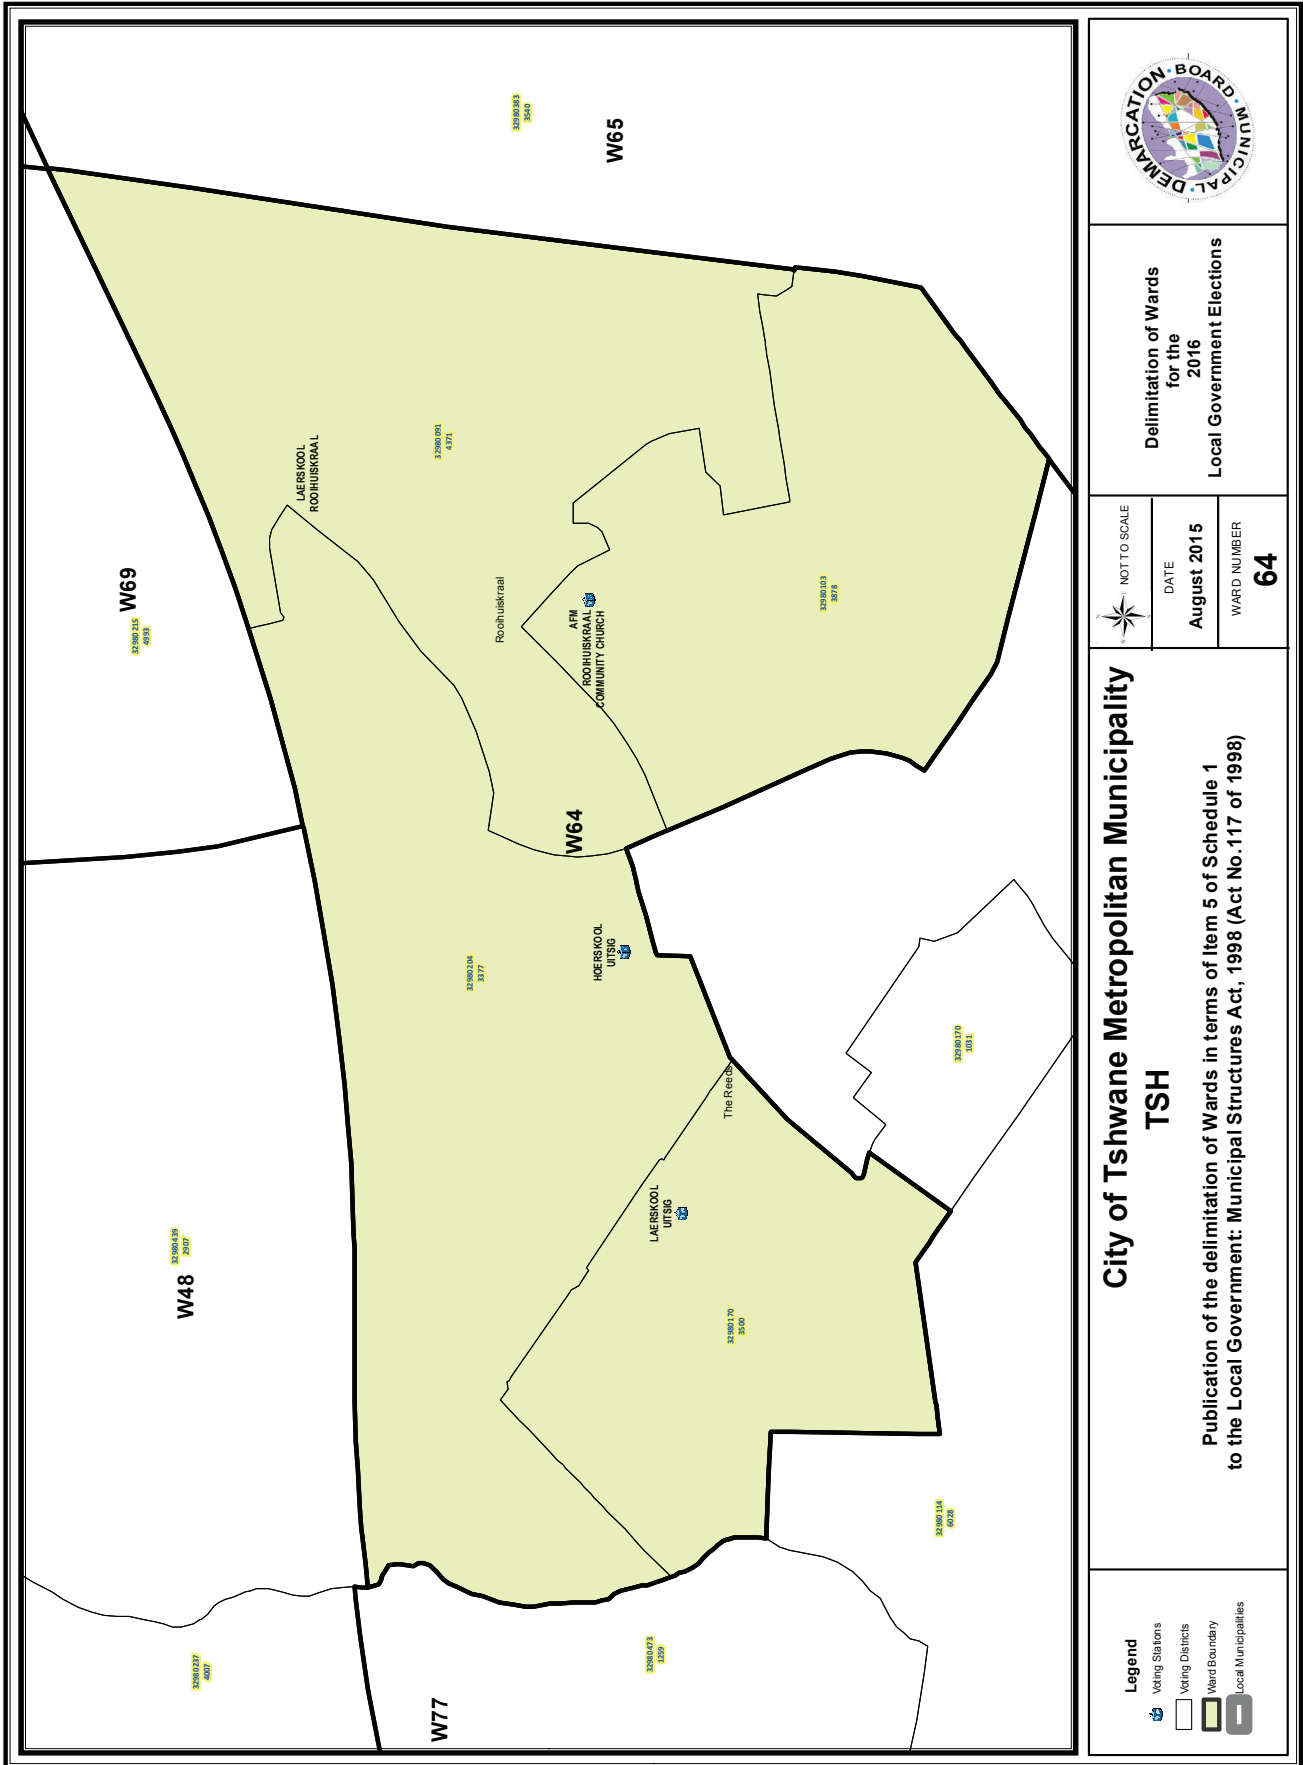 W69
32980215
4993
W65
32980383
3540
LAERSKOOL
ROOIHUISKRAAL
32980091
4371
Rooihuiskraal
AFM
ROOIHUISKRAAL
COMMUNITY CHURCH
32980103
3878
W64
HOERSKOOL
UITSIG
32980204
3377
The Reeds
LAERSKOOL
UITSIG
32980170
3500
32980170
1031
W48
32980439
2907
32980114
6028
32980237
4007
32980473
1259
W77
Legend
Voting Stations
Voting Districts
Ward Boundary
Local Municipalities
City of Tshwane Metropolitan Municipality
TSH
Publication of the delimitation of Wards in terms of Item 5 of Schedule 1
to the Local Government: Municipal Structures Act, 1998 (Act No.117 of 1998)
NOT TO SCALE
DATE
August 2015
WARD NUMBER
64
Delimitation of Wards
for the
2016
Local Government Elections
MUNICIPAL • DEMARCATION • BOARD •